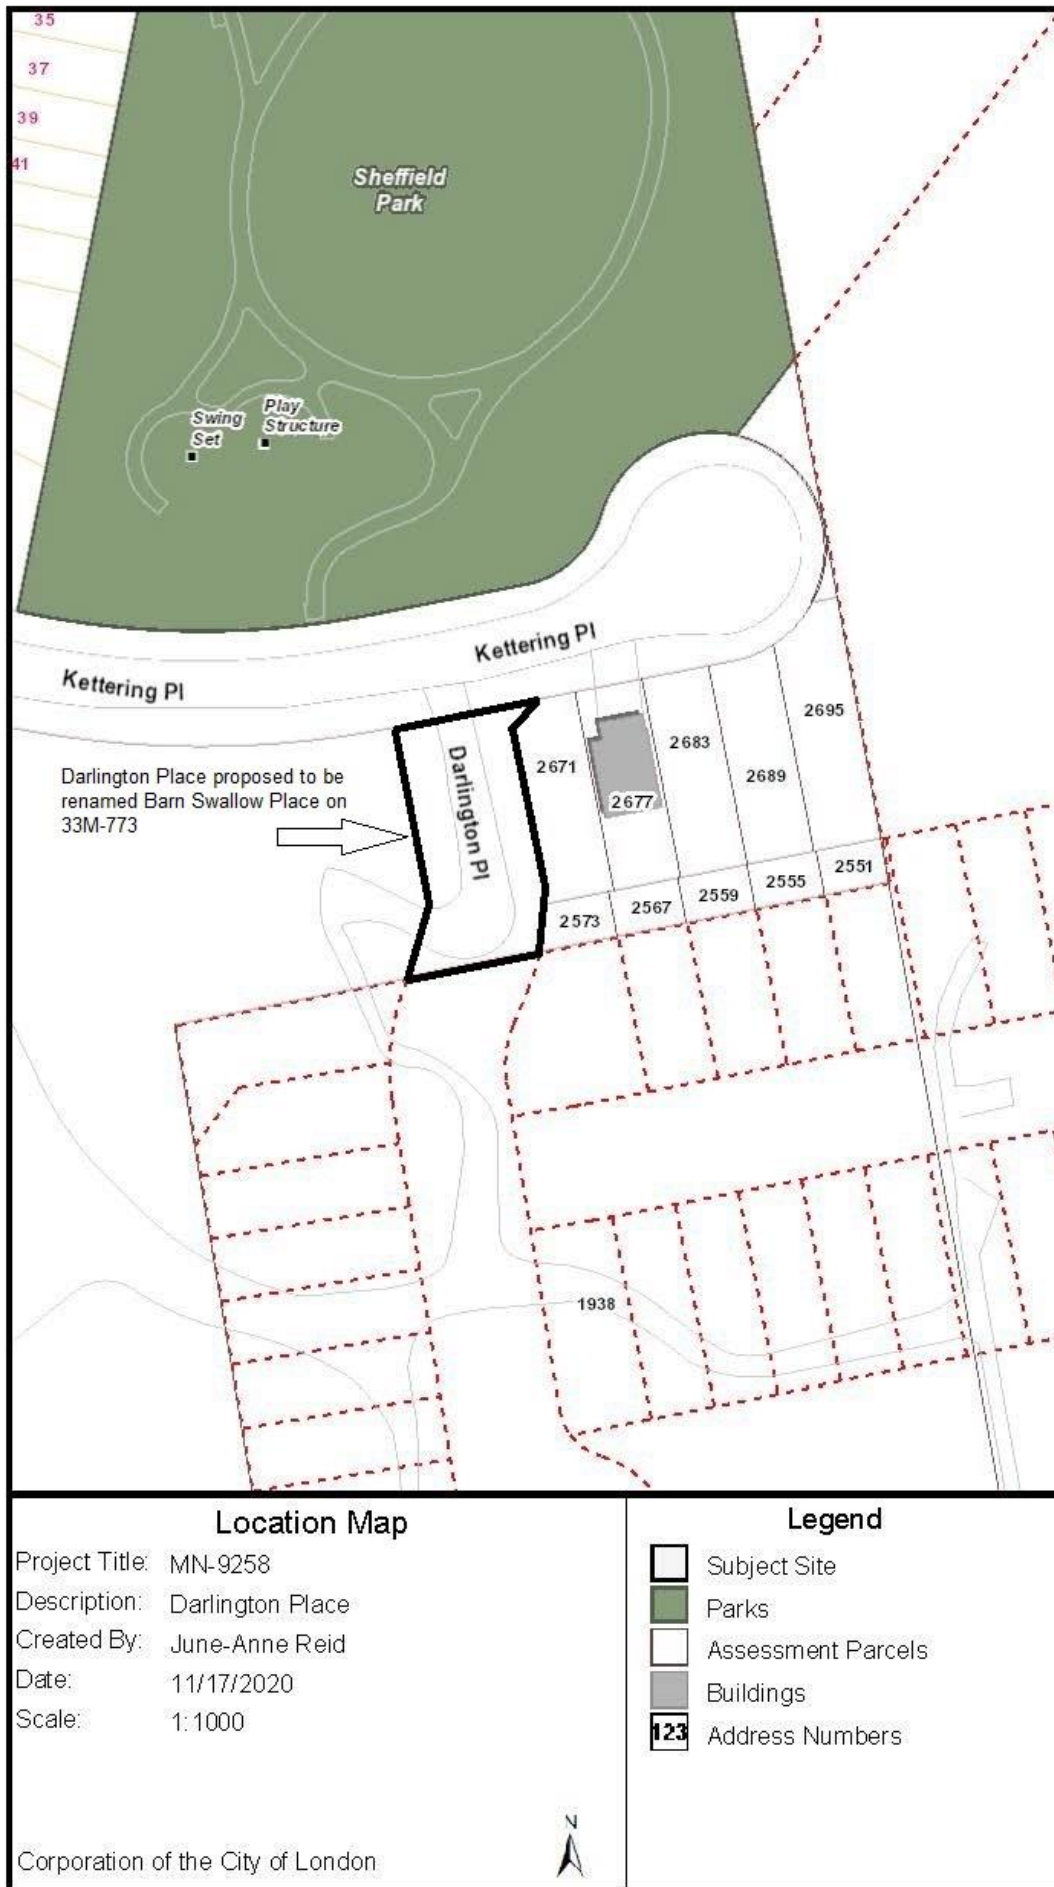 35
37
39
41
Sheffield
Park
Swing
Set
Play
Structure
Kettering Pl
Kettering Pl
Darlington Pl
Darlington Place proposed to be
renamed Barn Swallow Place on
33M-773
2671
2677
2683
2689
2695
2573
2567
2559
2555
2551
1938
Location Map
Project Title: MN-9258
Description: Darlington Place
Created By: June-Anne Reid
Date: 11/17/2020
Scale: 1:1000
Corporation of the City of London
N
Legend
Subject Site
Parks
Assessment Parcels
Buildings
123 Address Numbers